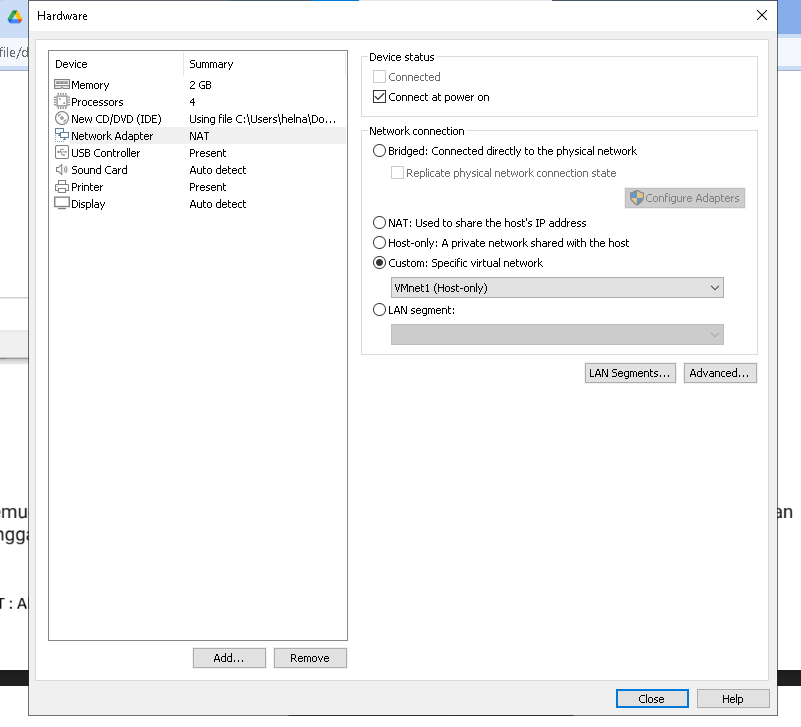 Hardware
file/d
Device Summary
Memory 2 GB
Processors 4
New CD/DVD (IDE) Using file C:\Users\helna\Do...
Network Adapter NAT
USB Controller Present
Sound Card Auto detect
Printer Present
Display Auto detect
Add... Remove
Device status
Connected
Connect at power on
Network connection
Bridged: Connected directly to the physical network
Replicate physical network connection state
Configure Adapters
NAT: Used to share the host's IP address
Host-only: A private network shared with the host
Custom: Specific virtual network
VMnet1 (Host-only)
LAN segment:
LAN Segments... Advanced...
an
Close Help